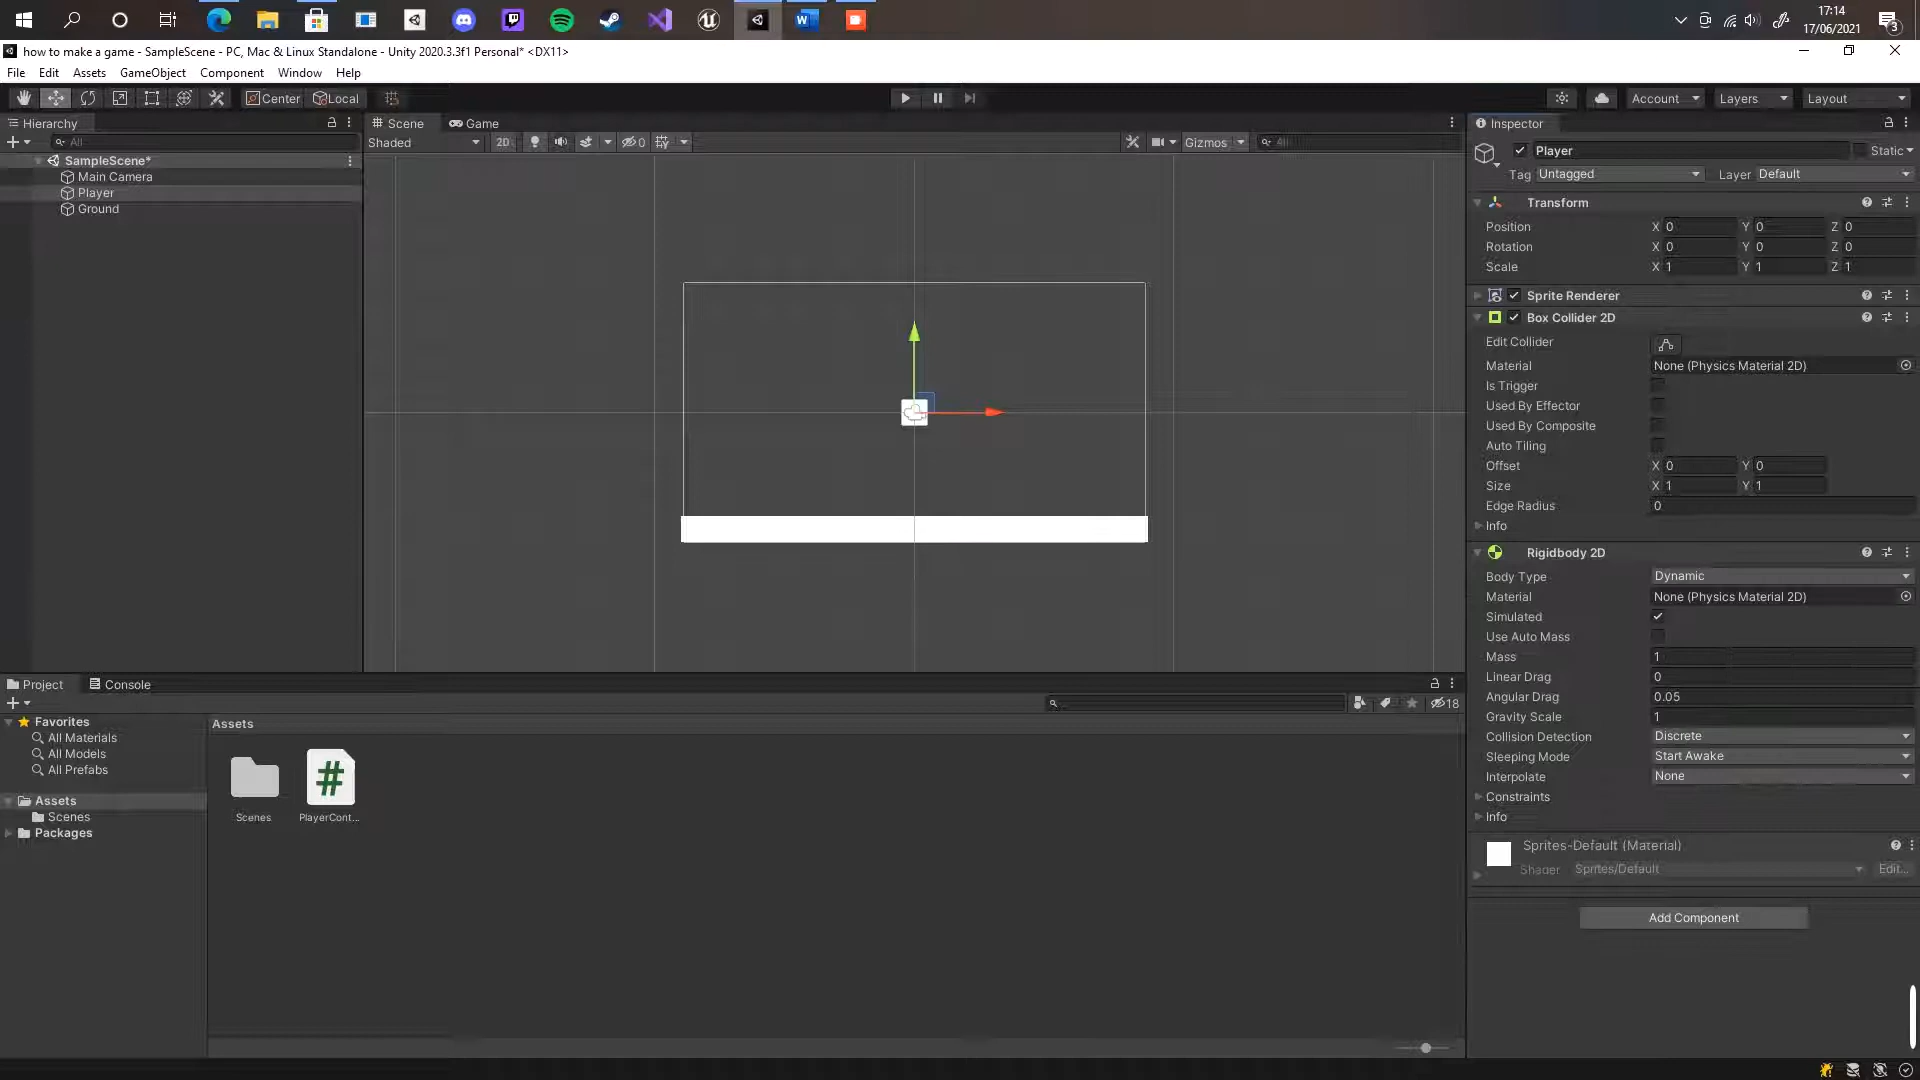 17:14
17/06/2021
3
how to make a game - SampleScene - PC, Mac & Linux Standalone - Unity 2020.3.3f1 Personal* <DX11>
File Edit Assets GameObject Component Window Help
Center Local Account Layers Layout
Hierarchy
All
SampleScene*
Main Camera
Player
Ground
Scene Game
Shaded 2D 0 Gizmos All
Inspector
Player Static
Tag Untagged Layer Default
Transform
Position X 0 Y 0 Z 0
Rotation X 0 Y 0 Z 0
Scale X 1 Y 1 Z 1
Sprite Renderer
Box Collider 2D
Edit Collider
Material None (Physics Material 2D)
Is Trigger
Used By Effector
Used By Composite
Auto Tiling
Offset X 0 Y 0
Size X 1 Y 1
Edge Radius 0
Info
Rigidbody 2D
Body Type Dynamic
Material None (Physics Material 2D)
Simulated
Use Auto Mass
Mass 1
Linear Drag 0
Angular Drag 0.05
Gravity Scale 1
Collision Detection Discrete
Sleeping Mode Start Awake
Interpolate None
Constraints
Info
Sprites-Default (Material)
Shader Sprites/Default Edit...
Add Component
Project Console
18
Favorites
All Materials
All Models
All Prefabs
Assets
Scenes
Packages
Assets
Scenes PlayerCont...